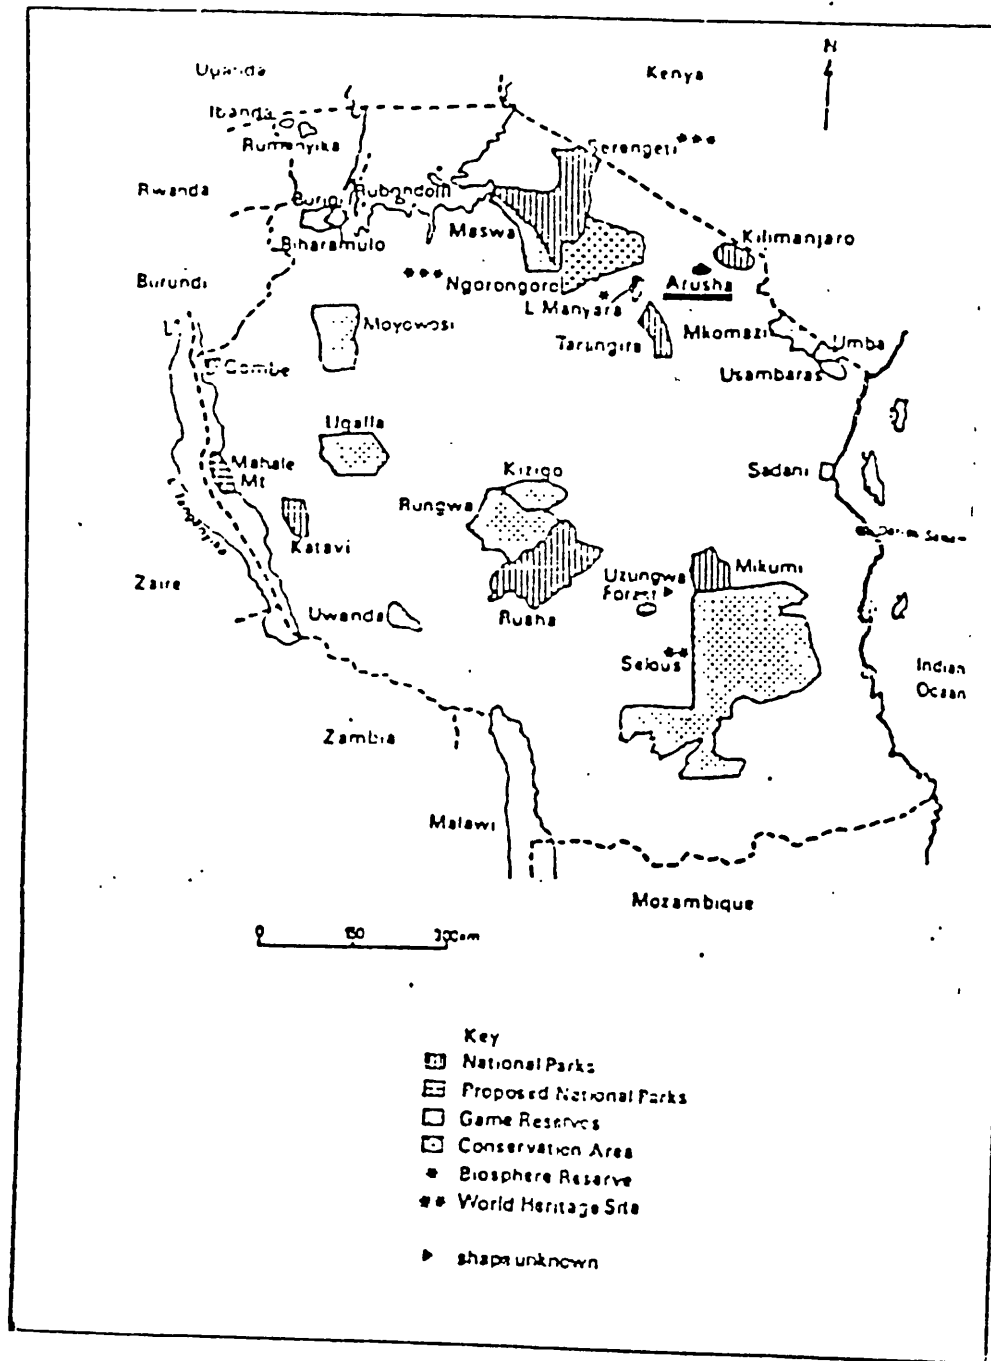 N
Uganda
Kenya
Ibanda
Rumanyika
Serengeti ***
Rwanda
Burigi
Rubondo
Maswa
Biharamulo
Kilimanjaro
*** Ngorongoro
Arusha
Burundi
L Manyara *
Moyowosi
Tarangire
Mkomazi
Umba
Usambaras
Gombe
Ugalla
Mahale
Mt
Kizigo
Sadani
Rungwa
L Tanganyika
Katavi
Zaire
Uzungwa
Forest
Mikumi
Uwanda
Ruaha
Selous **
Indian
Ocean
Zambia
Malawi
Mozambique
0 150 300km
Key
National Parks
Proposed National Parks
Game Reserves
Conservation Area
* Biosphere Reserve
** World Heritage Site
shape unknown